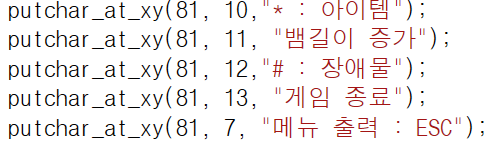 putchar_at_xy(81, 10,"* : 아이템");
putchar_at_xy(81, 11, "뱀길이 증가");
putchar_at_xy(81, 12,"# : 장애물");
putchar_at_xy(81, 13, "게임 종료");
putchar_at_xy(81, 7, "메뉴 출력 : ESC");